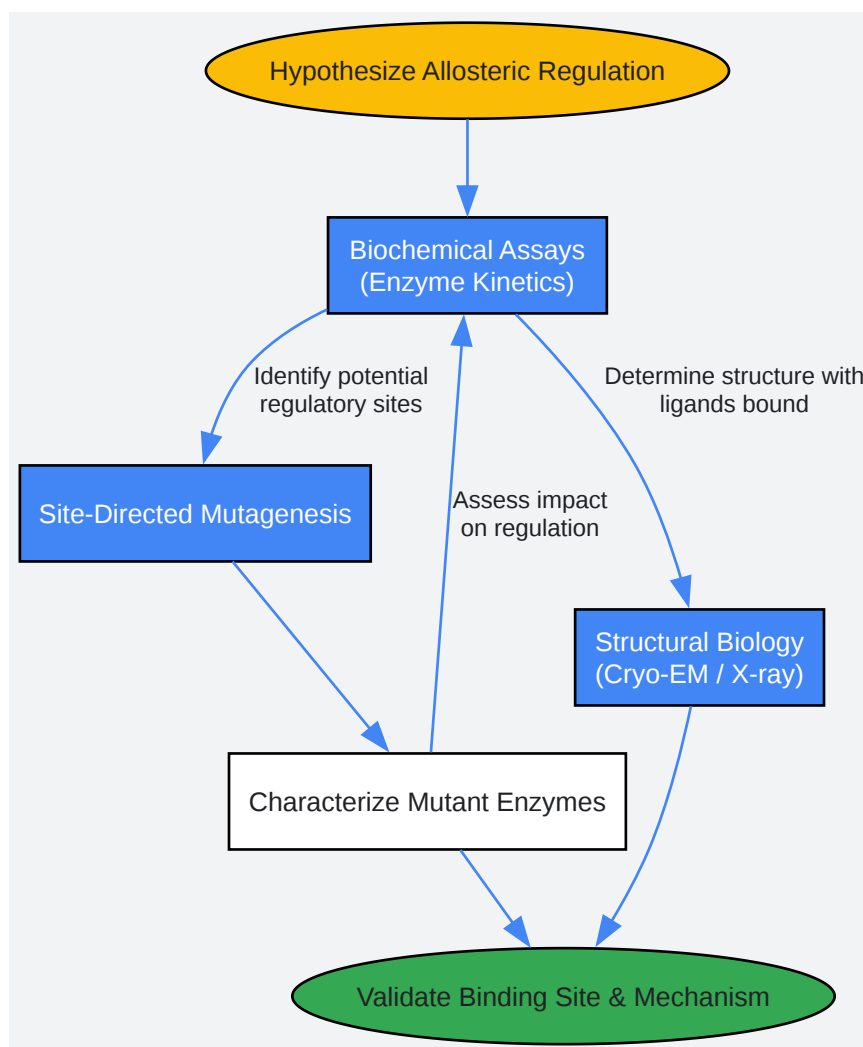 Hypothesize Allosteric Regulation
Biochemical Assays
(Enzyme Kinetics)
Identify potential
regulatory sites
Determine structure with
ligands bound
Site-Directed Mutagenesis
Assess impact
on regulation
Structural Biology
(Cryo-EM / X-ray)
Characterize Mutant Enzymes
Validate Binding Site & Mechanism